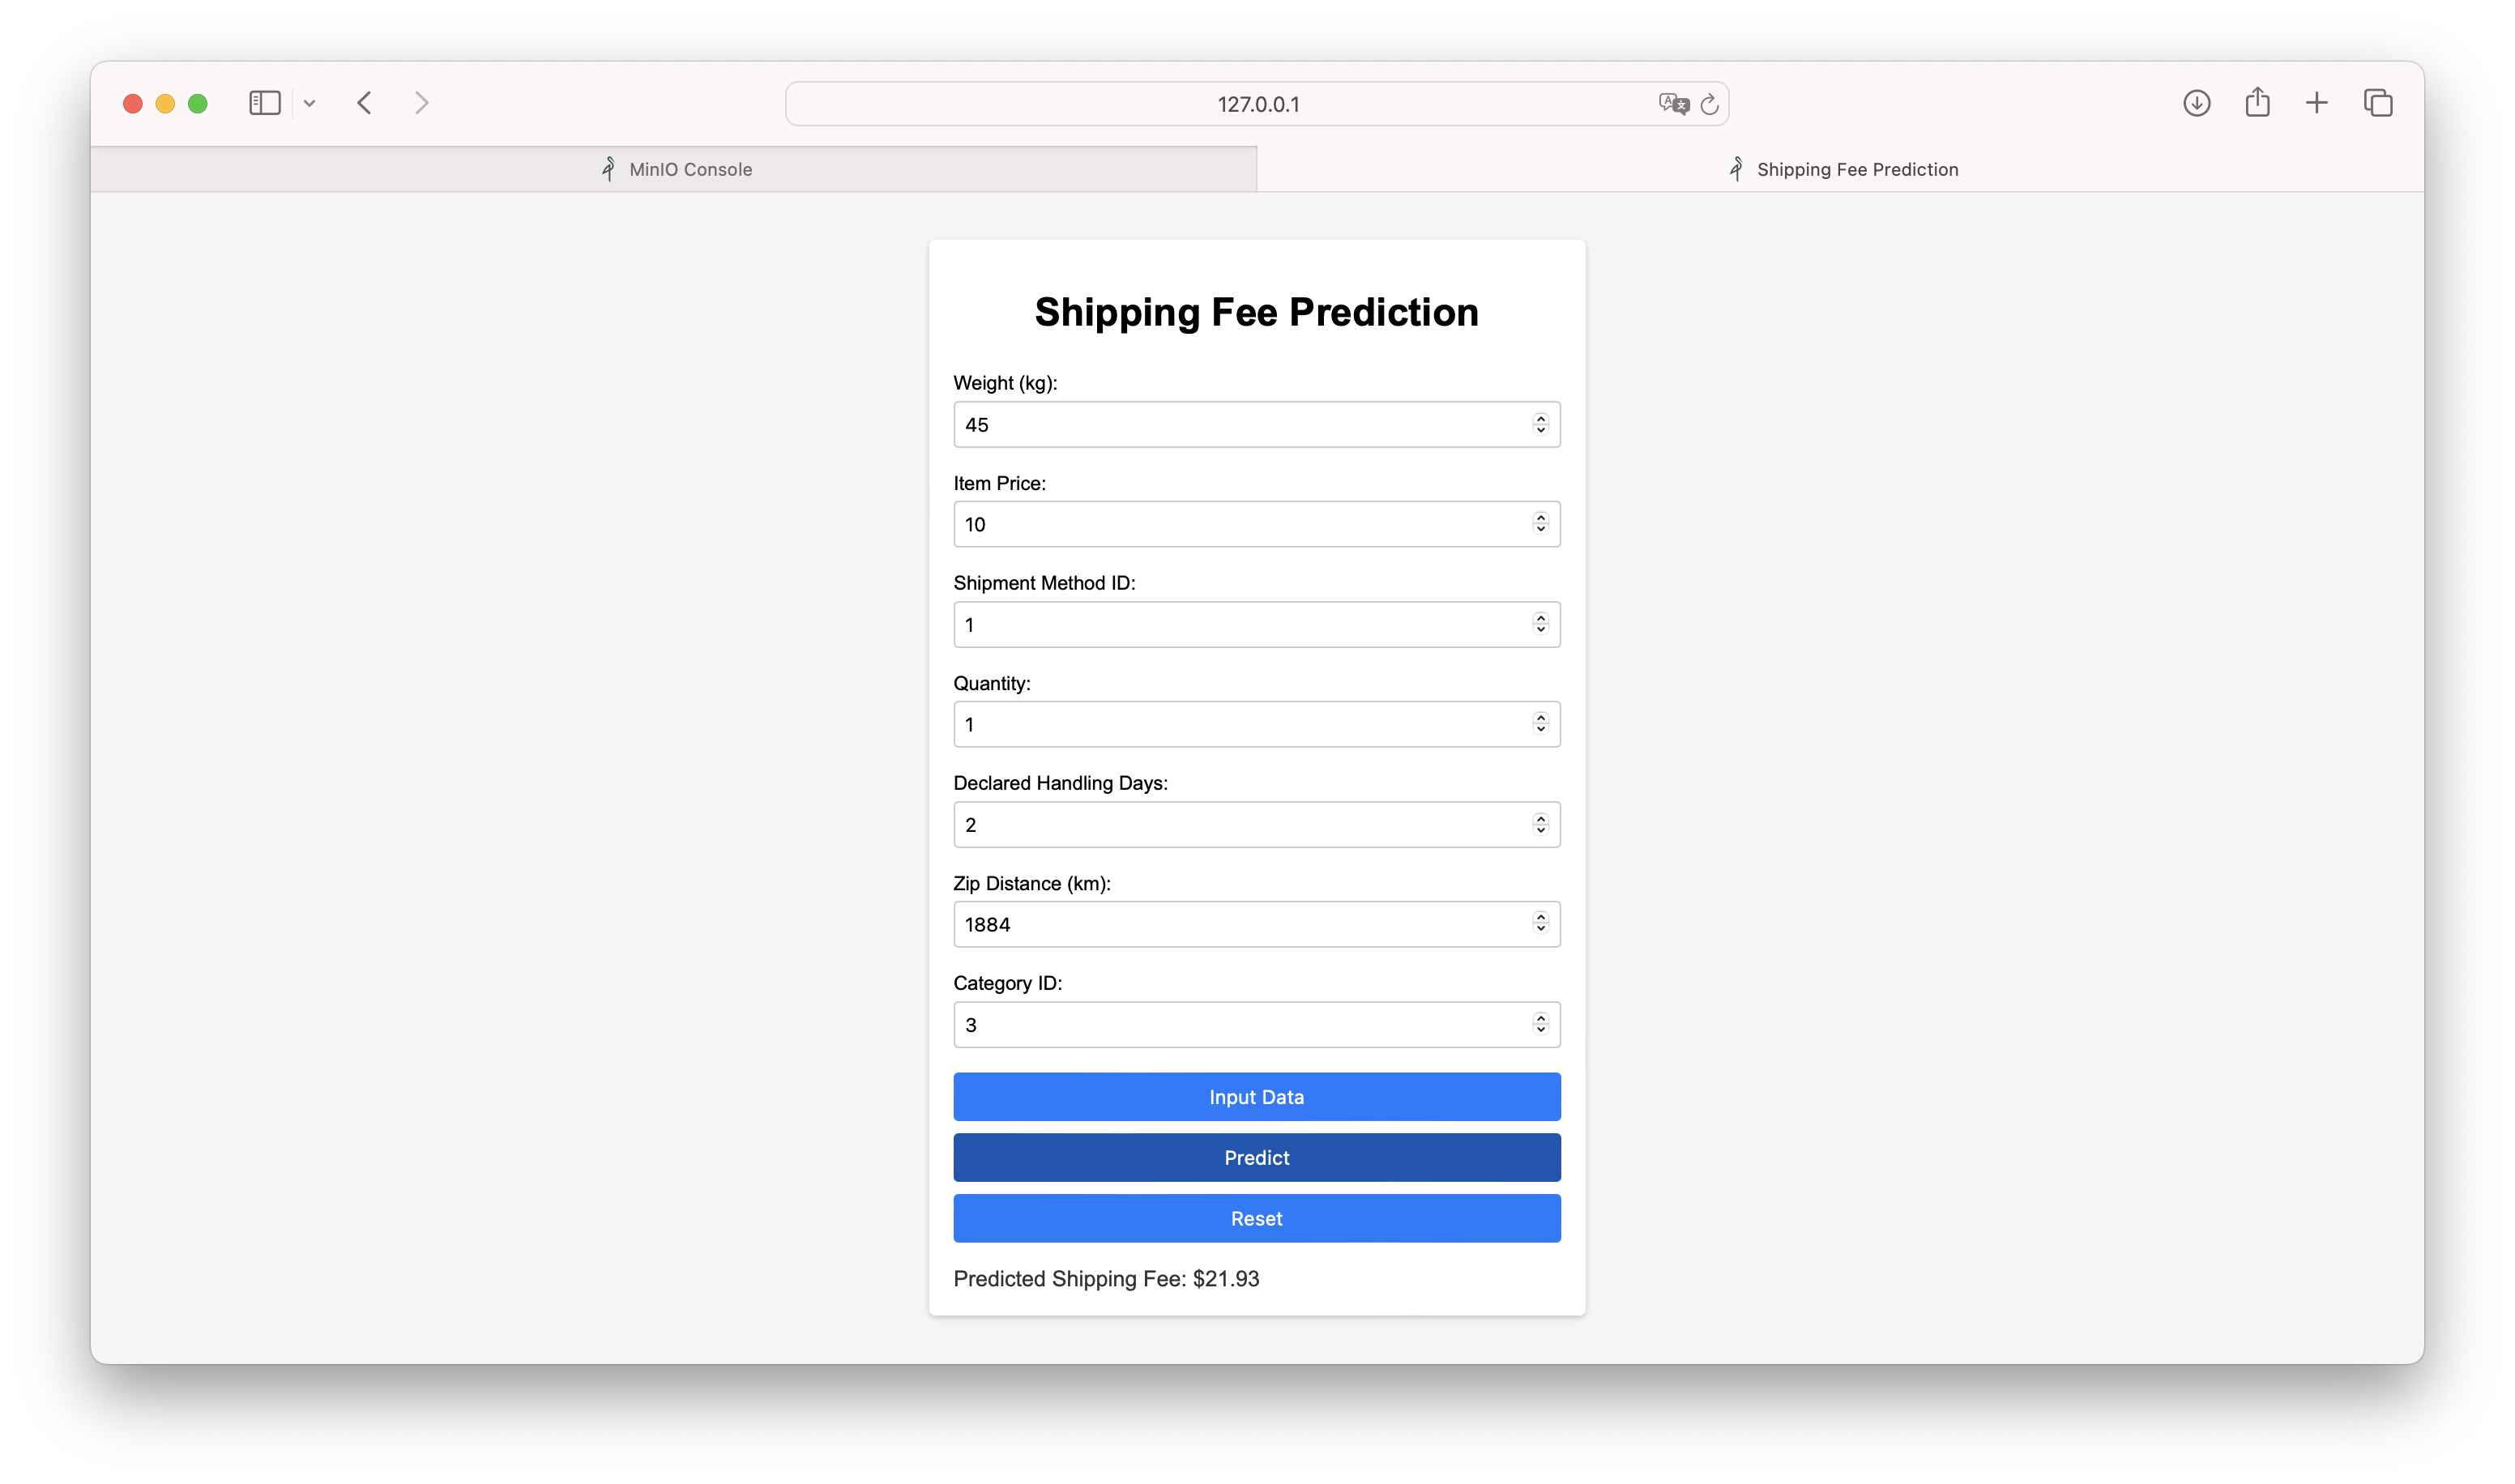 127.0.0.1
MinIO Console
Shipping Fee Prediction
Shipping Fee Prediction
Weight (kg):
45
Item Price:
10
Shipment Method ID:
1
Quantity:
1
Declared Handling Days:
2
Zip Distance (km):
1884
Category ID:
3
Input Data
Predict
Reset
Predicted Shipping Fee: $21.93